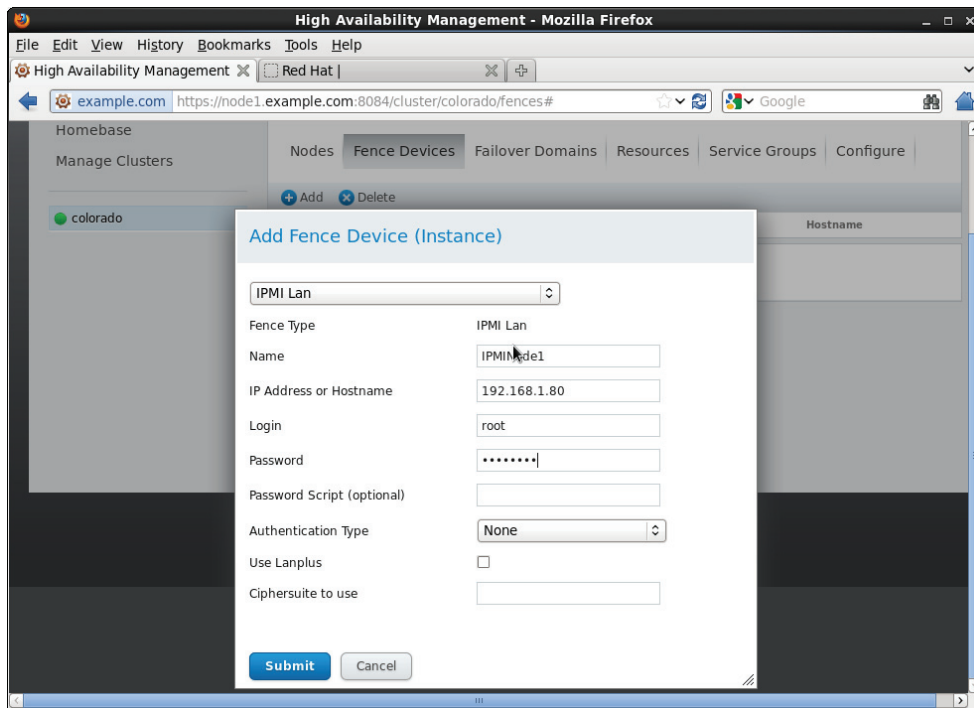 High Availability Management - Mozilla Firefox
File Edit View History Bookmarks Tools Help
High Availability Management Red Hat |
example.com https://node1.example.com:8084/cluster/colorado/fences# Google
Homebase
Manage Clusters
Nodes Fence Devices Failover Domains Resources Service Groups Configure
Add Delete
colorado
Hostname
Add Fence Device (Instance)
IPMI Lan
Fence Type IPMI Lan
Name
IP Address or Hostname 192.168.1.80
Login root
Password ••••••••
Password Script (optional)
Authentication Type None
Use Lanplus
Ciphersuite to use
Submit Cancel